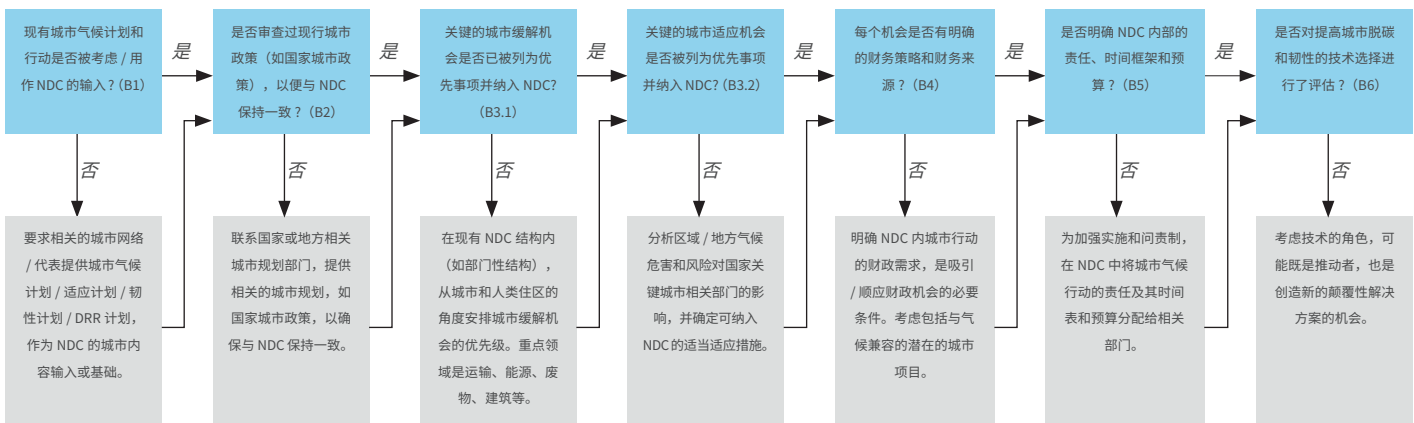 现有城市气候计划和
行动是否被考虑 / 用
作 NDC 的输入？（B1）
是
是否审查过现行城市
政策（如国家城市政
策），以便与 NDC
保持一致？（B2）
是
关键的城市缓解机
会是否已被列为优
先事项并纳入 NDC?
（B3.1）
是
关键的城市适应机会
是否被列为优先事项
并纳入 NDC?（B3.2）
是
每个机会是否有明确
的财务策略和财务来
源？（B4）
是
是否明确 NDC 内部的
责任、时间框架和预
算？（B5）
是
是否对提高城市脱碳
和韧性的技术选择进
行了评估？（B6）
否
否
否
否
否
否
否
要求相关的城市网络
/ 代表提供城市气候
计划 / 适应计划 / 韧
性计划 / DRR 计划，
作为 NDC 的城市内
容输入或基础。
联系国家或地方相关
城市规划部门，提供
相关的城市规划，如
国家城市政策，以确
保与 NDC 保持一致。
在现有 NDC 结构内
（如部门性结构），
从城市和人类住区的
角度安排城市缓解机
会的优先级。重点领
域是运输、能源、废
物、建筑等。
分析区域 / 地方气候
危害和风险对国家关
键城市相关部门的影
响，并确定可纳入
NDC的适当适应措施。
明确 NDC 内城市行动
的财政需求，是吸引
/ 顺应财政机会的必要
条件。考虑包括与气
候兼容的潜在的城市
项目。
为加强实施和问责制，
在 NDC 中将城市气候
行动的责任及其时间
表和预算分配给相关
部门。
考虑技术的角色，可
能既是推动者，也是
创造新的颠覆性解决
方案的机会。